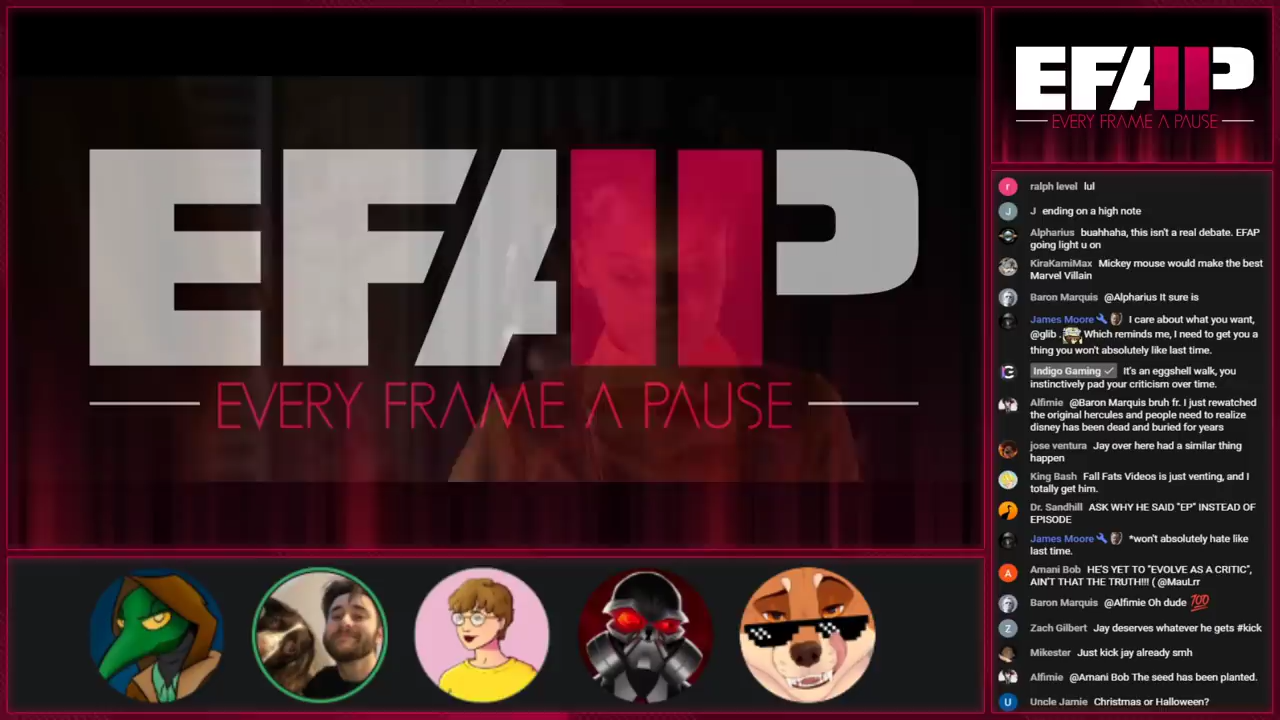 EFAP
EVERY FRAME A PAUSE
EFAP
EVERY FRAME A PAUSE
r ralph level lul
J J ending on a high note
Alpharius buahhaha, this isn't a real debate. EFAP
going light u on
KiraKamiMax Mickey mouse would make the best
Marvel Villain
Baron Marquis @Alpharius It sure is
James Moore I care about what you want,
@glib . Which reminds me, I need to get you a
thing you won't absolutely like last time.
Indigo Gaming ✓ It's an eggshell walk, you
instinctively pad your criticism over time.
Alfimie @Baron Marquis bruh fr. I just rewatched
the original hercules and people need to realize
disney has been dead and buried for years
jose ventura Jay over here had a similar thing
happen
King Bash Fall Fats Videos is just venting, and I
totally get him.
Dr. Sandhill ASK WHY HE SAID "EP" INSTEAD OF
EPISODE
James Moore *won't absolutely hate like
last time.
A Amani Bob HE'S YET TO "EVOLVE AS A CRITIC",
AIN'T THAT THE TRUTH!!! ( @MauLrr
Baron Marquis @Alfimie Oh dude 💯
Z Zach Gilbert Jay deserves whatever he gets #kick
Mikester Just kick jay already smh
Alfimie @Amani Bob The seed has been planted.
U Uncle Jamie Christmas or Halloween?